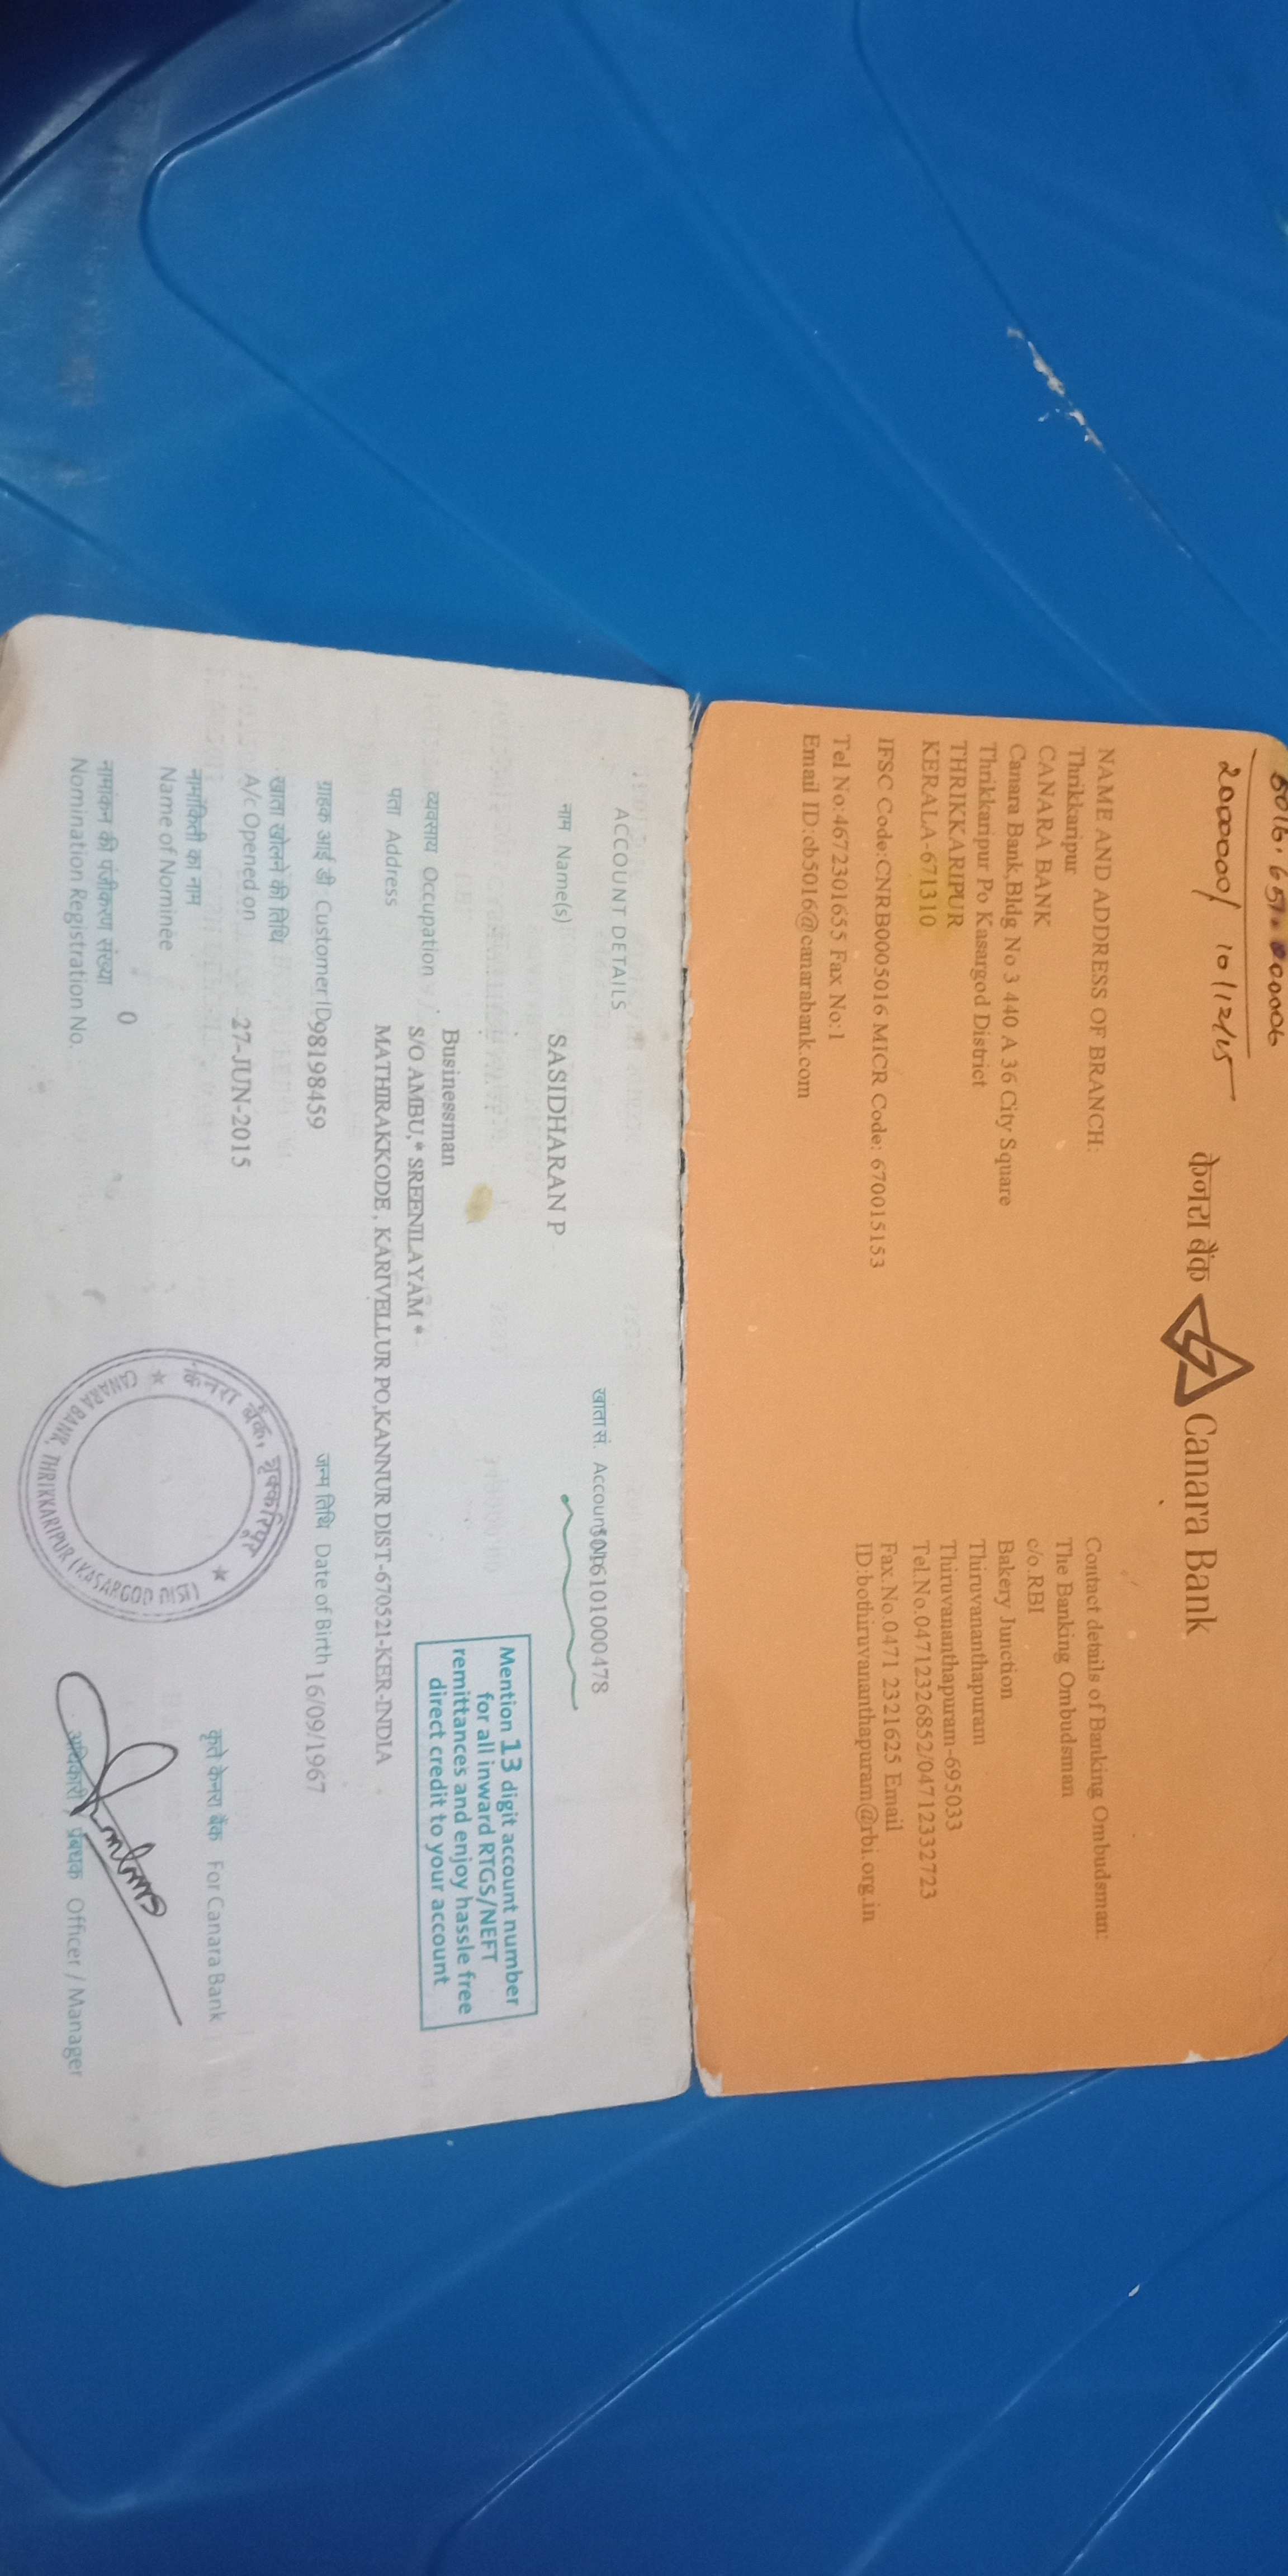 2000000/ 10/12/15
केनरा बैंक Canara Bank
NAME AND ADDRESS OF BRANCH:
Thrikkaripur
CANARA BANK
Canara Bank,Bldg No 3 440 A 36 City Square
Thrikkaripur Po Kasargod District
THRIKKARIPUR
KERALA-671310
IFSC Code:CNRB0005016 MICR Code: 670015153
Tel No:4672301655 Fax No:1
Email ID:cb5016@canarabank.com
Contact details of Banking Ombudsman:
The Banking Ombudsman
c/o.RBI
Bakery Junction
Thiruvananthapuram
Thiruvananthapuram-695033
Tel.No.04712326852/04712332723
Fax.No.0471 2321625 Email
ID:bothiruvananthapuram@rbi.org.in
ACCOUNT DETAILS
खाता सं. Account 6101000478
नाम Name(s) SASIDHARAN P
Mention 13 digit account number
for all inward RTGS/NEFT
remittances and enjoy hassle free
direct credit to your account
व्यवसाय Occupation Businessman
पता Address S/O AMBU,* SREENILAYAM *
MATHIRAKKODE , KARIVELLUR PO,KANNUR DIST-670521-KER-INDIA
ग्राहक आई डी Customer ID 98198459
जन्म तिथि Date of Birth 16/09/1967
खाता खोलने की तिथि
A/c Opened on 27-JUN-2015
नामांकिती का नाम
Name of Nominee
नामांकन की पंजीकरण संख्या 0
Nomination Registration No.
केनरा बैंक, त्रृक्करिपूर
CANARA BANK, THRIKKARIPUR (KASARGOD DIST)
कृते केनरा बैंक For Canara Bank
अधिकारी / प्रबंधक Officer / Manager